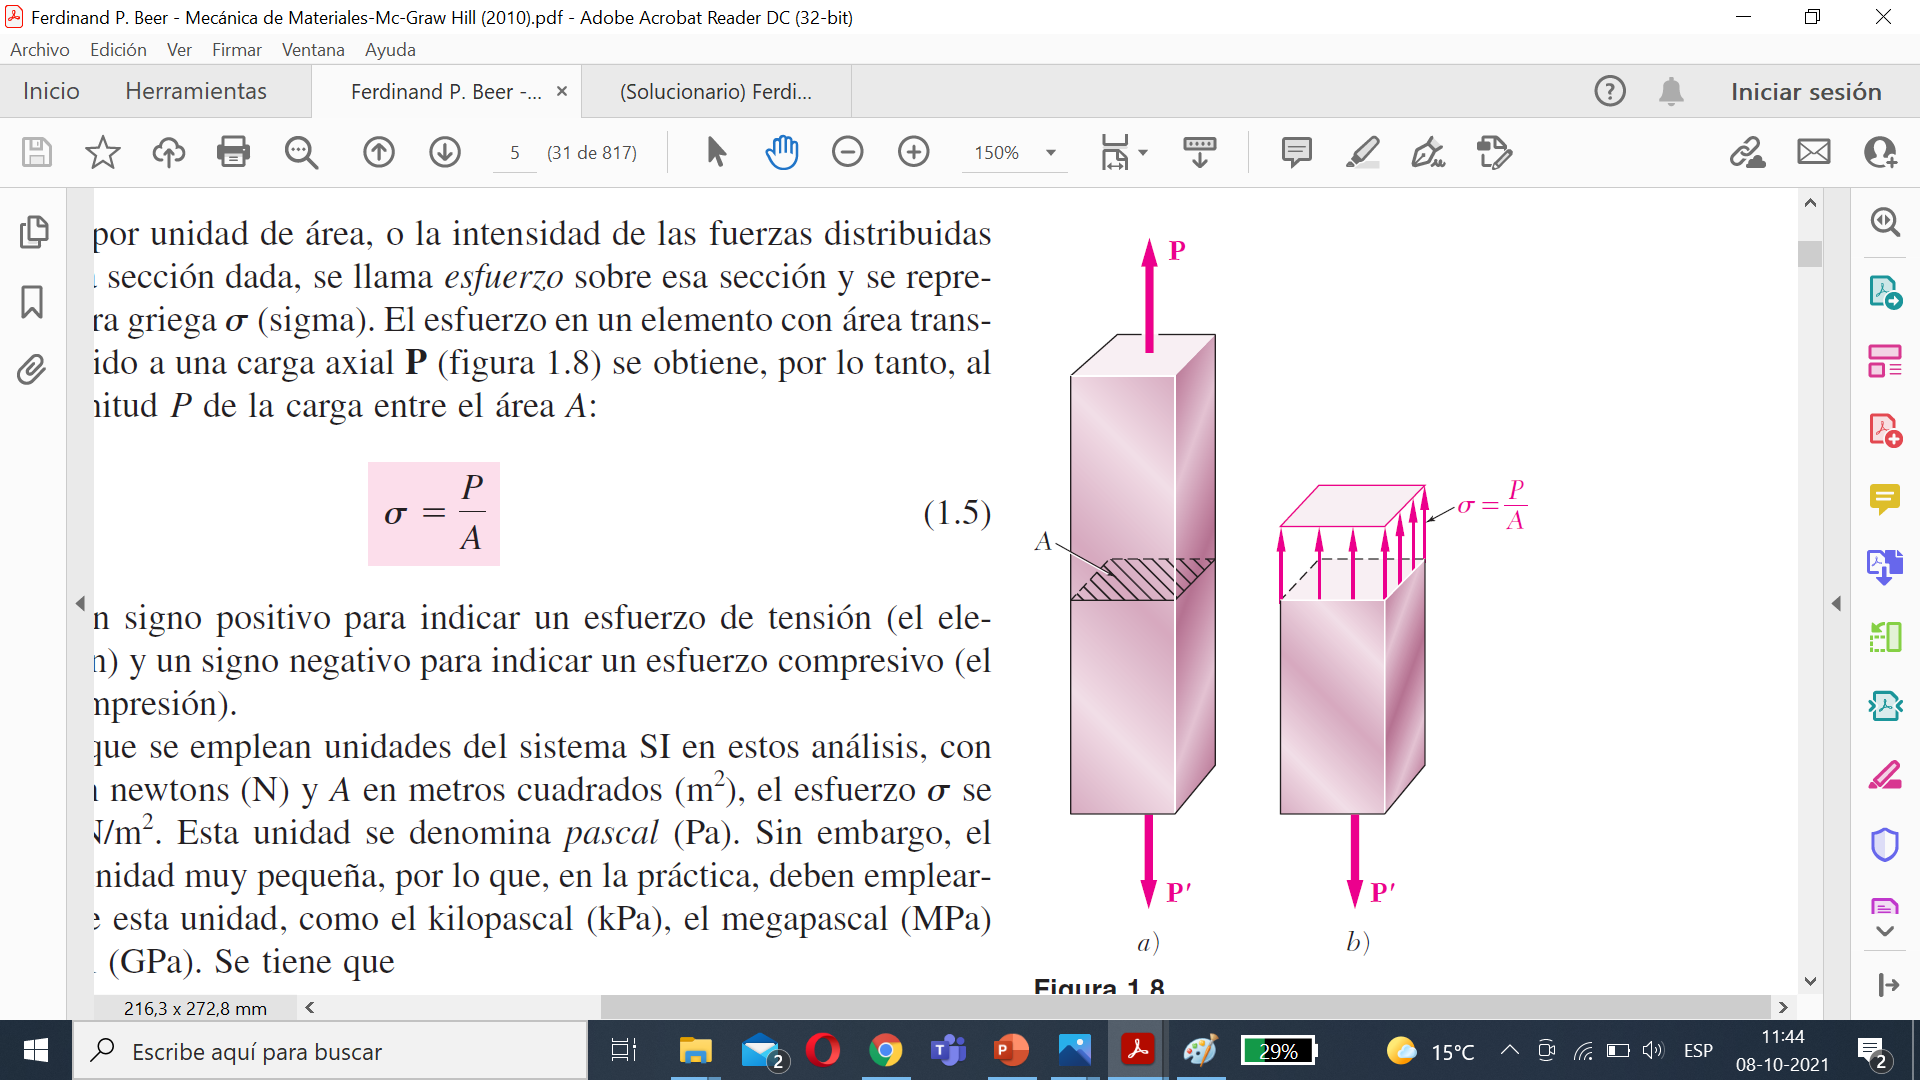 Ferdinand P. Beer - Mecánica de Materiales-Mc-Graw Hill (2010).pdf - Adobe Acrobat Reader DC (32-bit)
Archivo Edición Ver Firmar Ventana Ayuda
Inicio Herramientas Ferdinand P. Beer -... × (Solucionario) Ferdi... Iniciar sesión
5 (31 de 817) 150%
por unidad de área, o la intensidad de las fuerzas distribuidas
sección dada, se llama esfuerzo sobre esa sección y se repre-
ra griega σ (sigma). El esfuerzo en un elemento con área trans-
ido a una carga axial P (figura 1.8) se obtiene, por lo tanto, al
nitud P de la carga entre el área A:
σ = P/A (1.5)
n signo positivo para indicar un esfuerzo de tensión (el ele-
n) y un signo negativo para indicar un esfuerzo compresivo (el
mpresión).
que se emplean unidades del sistema SI en estos análisis, con
newtons (N) y A en metros cuadrados (m²), el esfuerzo σ se
N/m². Esta unidad se denomina pascal (Pa). Sin embargo, el
nidad muy pequeña, por lo que, en la práctica, deben emplear-
e esta unidad, como el kilopascal (kPa), el megapascal (MPa)
(GPa). Se tiene que
P
A
σ = P/A
P′
P′
a)
b)
Figura 1.8
216,3 x 272,8 mm
Escribe aquí para buscar
2
29%
15°C
ESP
11:44
08-10-2021
2